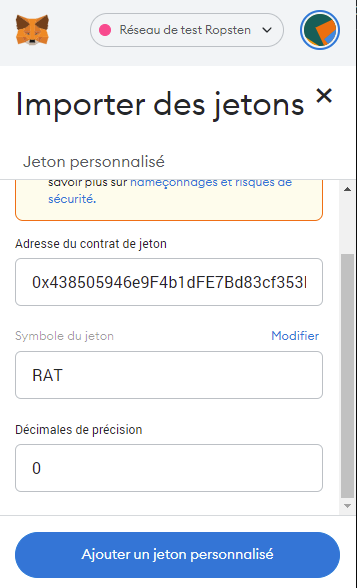 Réseau de test Ropsten
Importer des jetons
Jeton personnalisé
savoir plus sur hameçonnages et risques de
sécurité.
Adresse du contrat de jeton
0x438505946e9F4b1dFE7Bd83cf353
Symbole du jeton Modifier
RAT
Décimales de précision
0
Ajouter un jeton personnalisé